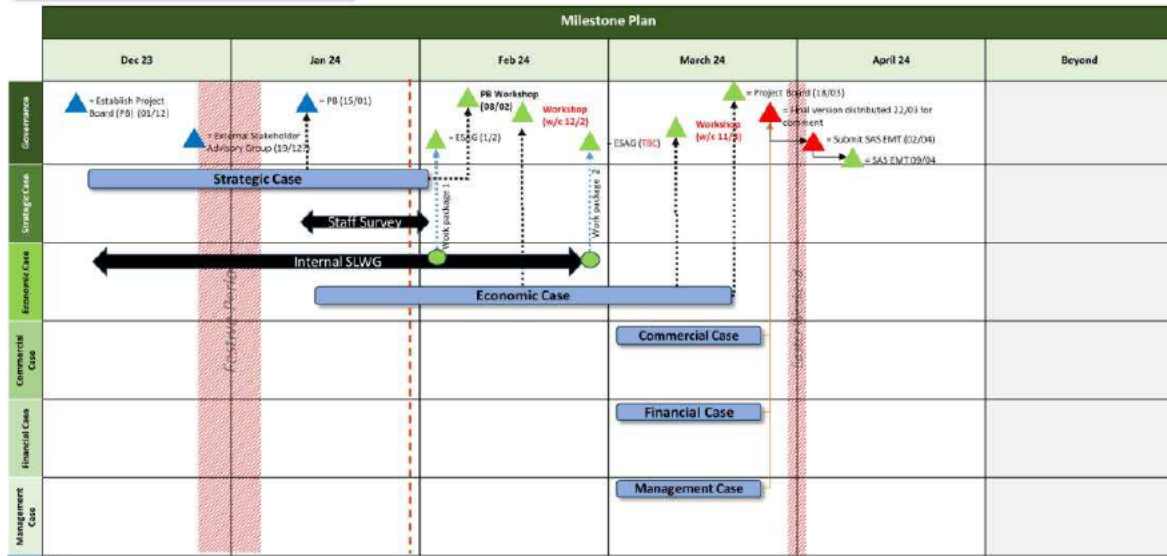 Milestone Plan
Dec 23
Jan 24
Feb 24
March 24
April 24
Beyond
Governance
= Establish Project
Board (PB) (01/12)
= External Stakeholder
Advisory Group (19/12)
= PB (15/01)
= ESAG (1/2)
PB Workshop
(08/02)
Workshop
(w/c 12/2)
= ESAG (TBC)
Workshop
(w/c 11/3)
= Project Board (18/03)
= Final version distributed 22/03 for
comment
= Submit SAS EMT (02/04)
= SAS EMT 09/04
Strategic Case
Strategic Case
Staff Survey
Work package 1
Work package 2
Economic Case
Internal SLWG
Economic Case
Festive Period
Easter Weekend
Commercial
Case
Commercial Case
Financial Case
Financial Case
Management
Case
Management Case